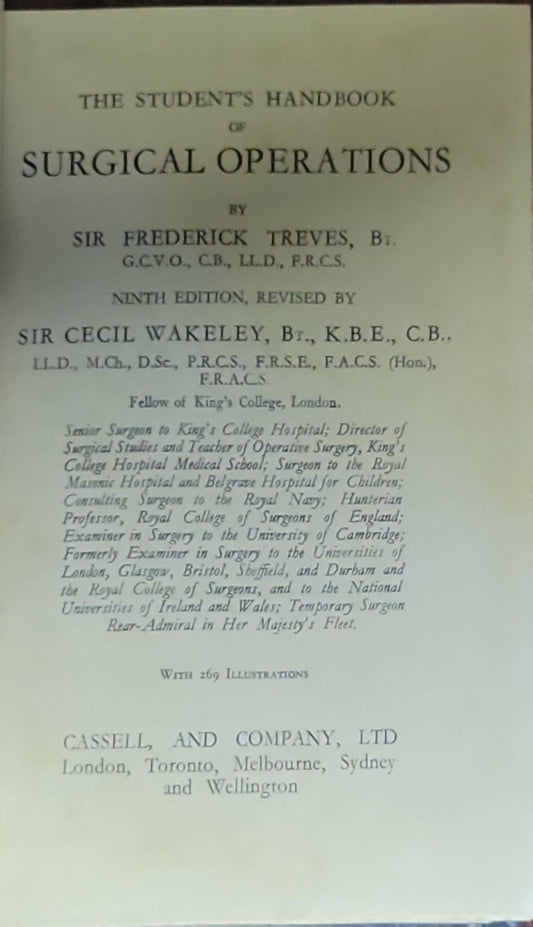 THE STUDENT'S HANDBOOK
OF
SURGICAL OPERATIONS
BY
SIR FREDERICK TREVES, BT.
G.C.V.O., C.B., LL.D., F.R.C.S.
NINTH EDITION, REVISED BY
SIR CECIL WAKELEY, BT., K.B.E., C.B.,
LL.D., M.Ch., D.Sc., P.R.C.S., F.R.S.E., F.A.C.S. (Hon.),
F.R.A.C.S.
Fellow of King's College, London.
Senior Surgeon to King's College Hospital; Director of
Surgical Studies and Teacher of Operative Surgery, King's
College Hospital Medical School; Surgeon to the Royal
Masonic Hospital and Belgrave Hospital for Children;
Consulting Surgeon to the Royal Navy; Hunterian
Professor, Royal College of Surgeons of England;
Examiner in Surgery to the University of Cambridge;
Formerly Examiner in Surgery to the Universities of
London, Glasgow, Bristol, Sheffield, and Durham and
the Royal College of Surgeons, and to the National
Universities of Ireland and Wales; Temporary Surgeon
Rear-Admiral in Her Majesty's Fleet.
WITH 269 ILLUSTRATIONS
CASSELL, AND COMPANY, LTD
London, Toronto, Melbourne, Sydney
and Wellington